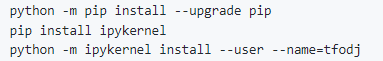 python -m pip install --upgrade pip
pip install ipykernel
python -m ipykernel install --user --name=tfodj